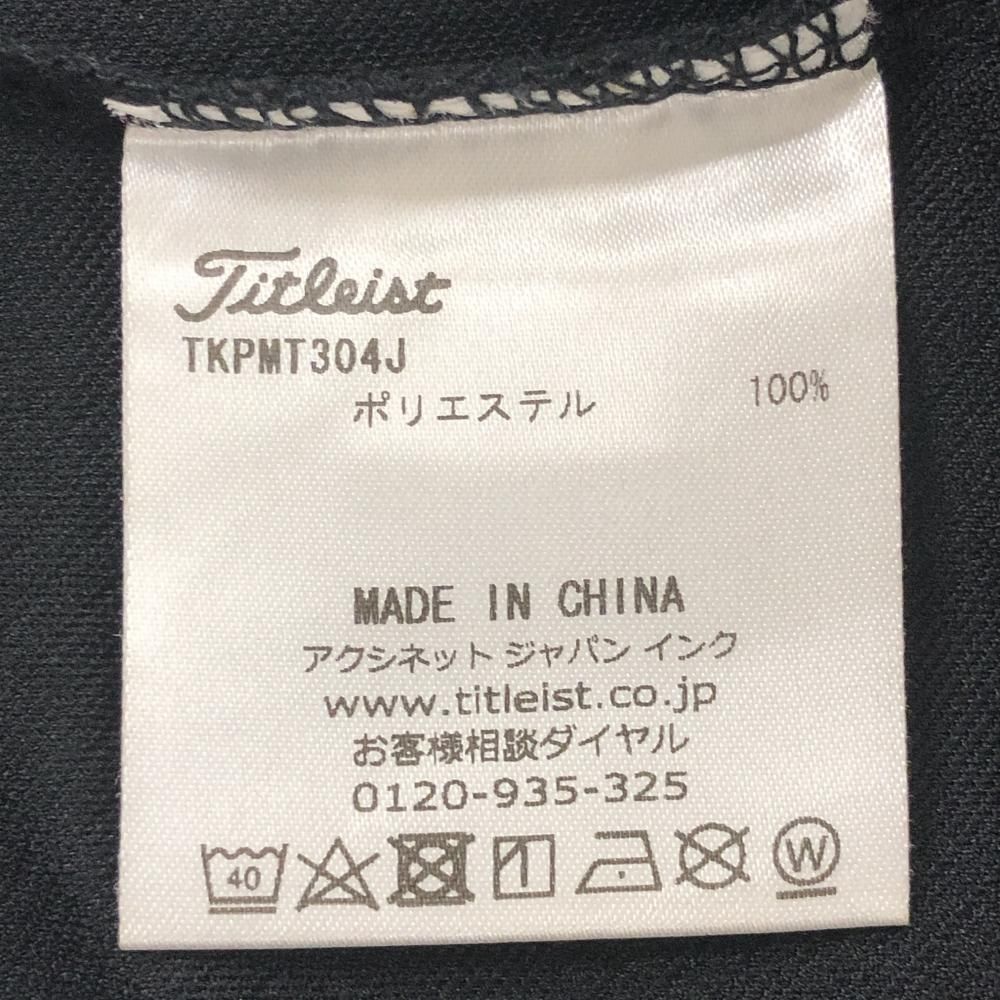 Titleist
TKPMT304J
ポリエステル 100%
MADE IN CHINA
アクシネット ジャパン インク
www.titleist.co.jp
お客様相談ダイヤル
0120-935-325
40 W